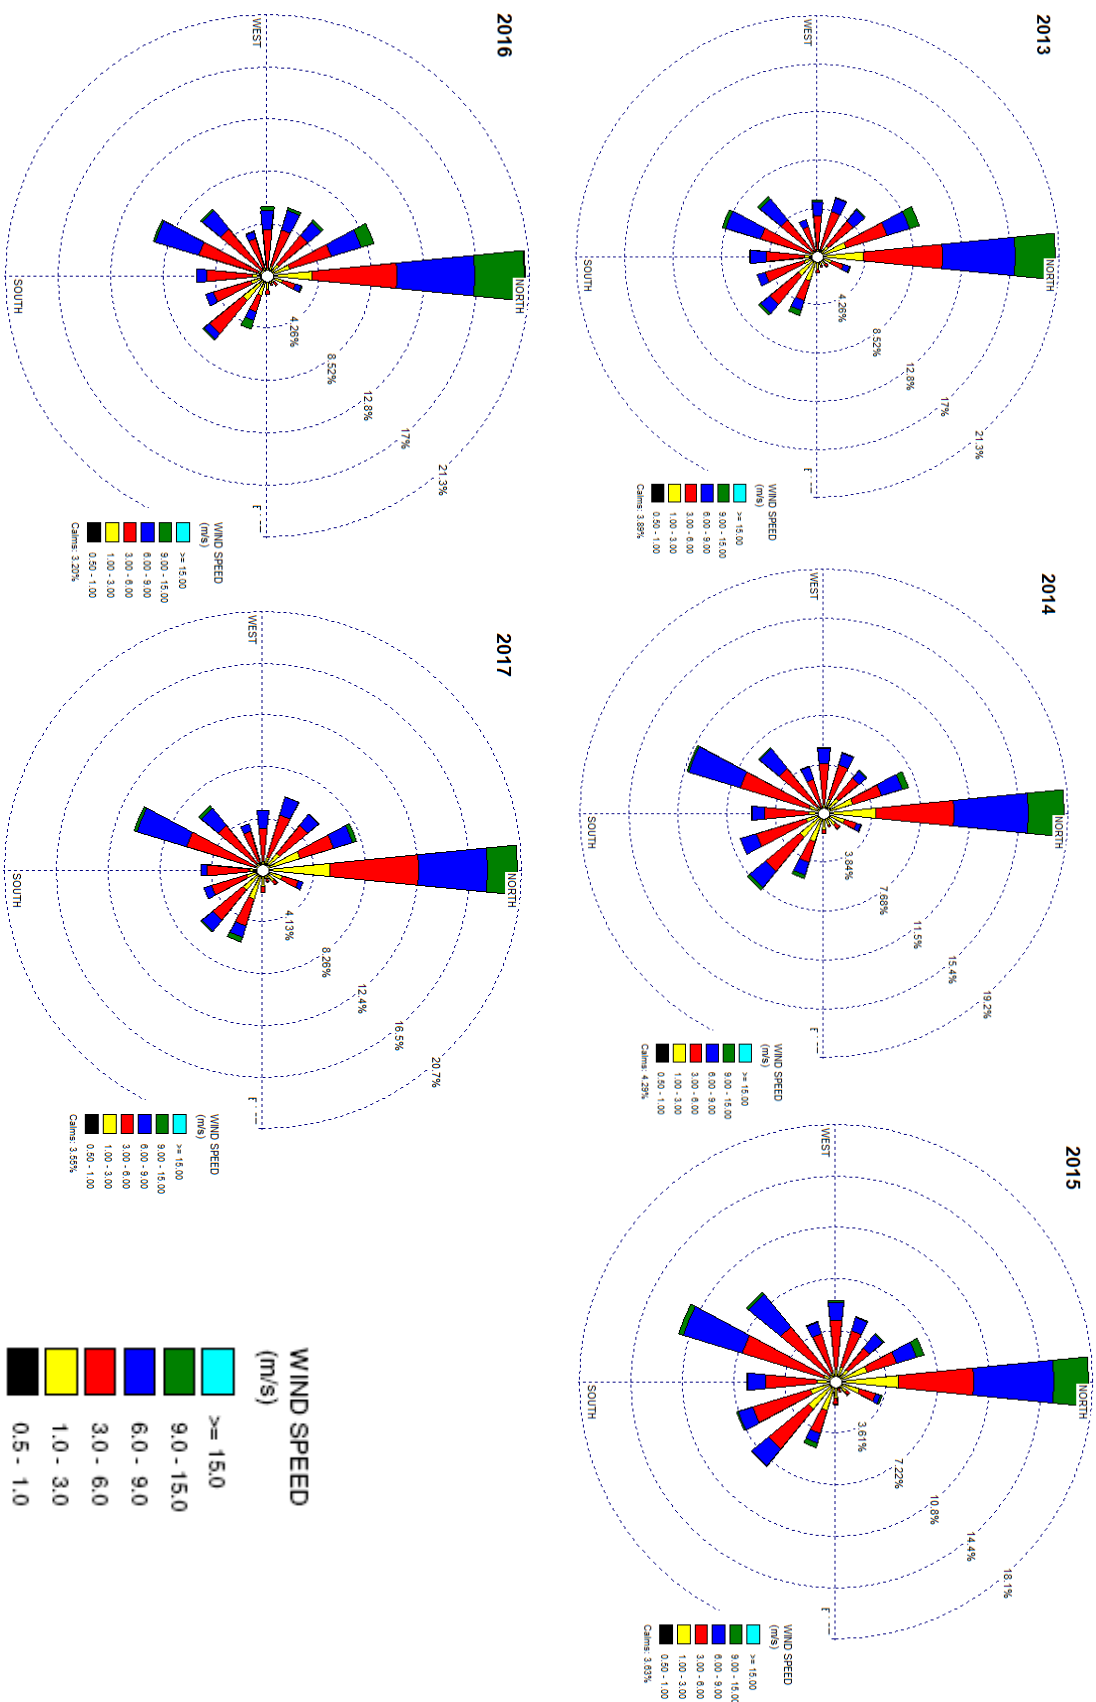 2013
WEST
NORTH
SOUTH
4.26%
8.52%
12.8%
17%
21.3%
WIND SPEED
(m/s)
>= 15.00
9.00 - 15.00
6.00 - 9.00
3.00 - 6.00
1.00 - 3.00
0.50 - 1.00
Calms: 3.89%
2014
WEST
NORTH
SOUTH
3.84%
7.68%
11.5%
15.4%
19.2%
WIND SPEED
(m/s)
>= 15.00
9.00 - 15.00
6.00 - 9.00
3.00 - 6.00
1.00 - 3.00
0.50 - 1.00
Calms: 4.29%
2015
WEST
NORTH
SOUTH
3.61%
7.22%
10.8%
14.4%
18.1%
WIND SPEED
(m/s)
>= 15.00
9.00 - 15.00
6.00 - 9.00
3.00 - 6.00
1.00 - 3.00
0.50 - 1.00
Calms: 3.63%
2016
WEST
NORTH
SOUTH
4.26%
8.52%
12.8%
17%
21.3%
WIND SPEED
(m/s)
>= 15.00
9.00 - 15.00
6.00 - 9.00
3.00 - 6.00
1.00 - 3.00
0.50 - 1.00
Calms: 3.20%
2017
WEST
NORTH
SOUTH
4.13%
8.26%
12.4%
16.5%
20.7%
WIND SPEED
(m/s)
>= 15.00
9.00 - 15.00
6.00 - 9.00
3.00 - 6.00
1.00 - 3.00
0.50 - 1.00
Calms: 3.55%
WIND SPEED
(m/s)
>= 15.0
9.0 - 15.0
6.0 - 9.0
3.0 - 6.0
1.0 - 3.0
0.5 - 1.0